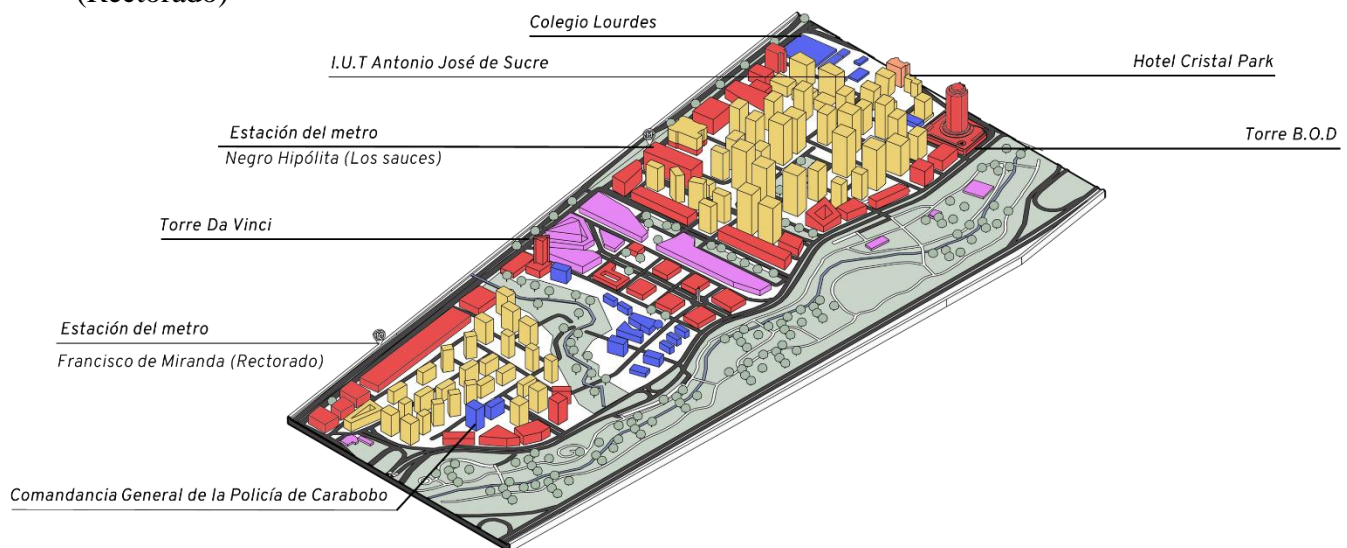 (Rectorado)
Colegio Lourdes
I.U.T Antonio José de Sucre
Hotel Cristal Park
Estación del metro
Negro Hipólita (Los sauces)
Torre B.O.D
Torre Da Vinci
Estación del metro
Francisco de Miranda (Rectorado)
Comandancia General de la Policía de Carabobo